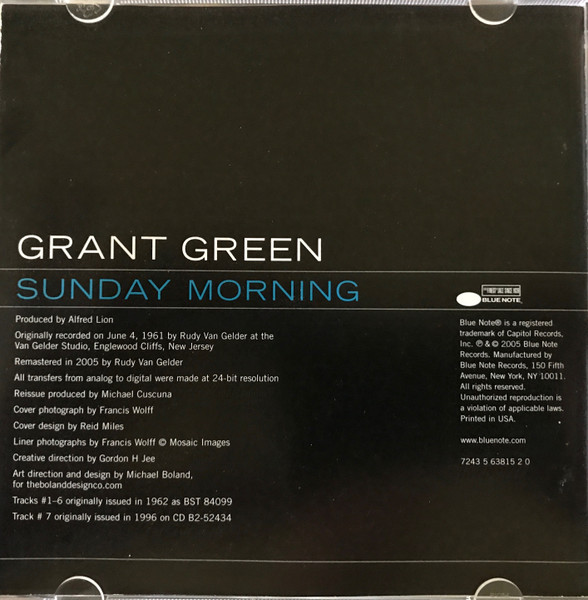 GRANT GREEN
SUNDAY MORNING
Produced by Alfred Lion
Originally recorded on June 4, 1961 by Rudy Van Gelder at the
Van Gelder Studio, Englewood Cliffs, New Jersey
Remastered in 2005 by Rudy Van Gelder
All transfers from analog to digital were made at 24-bit resolution
Reissue produced by Michael Cuscuna
Cover photograph by Francis Wolff
Cover design by Reid Miles
Liner photographs by Francis Wolff © Mosaic Images
Creative direction by Gordon H Jee
Art direction and design by Michael Boland,
for thebolanddesignco.com
Tracks #1–6 originally issued in 1962 as BST 84099
Track # 7 originally issued in 1996 on CD B2-52434
BLUE NOTE
Blue Note® is a registered
trademark of Capitol Records,
Inc. ℗ & © 2005 Blue Note
Records. Manufactured by
Blue Note Records, 150 Fifth
Avenue, New York, NY 10011.
All rights reserved.
Unauthorized reproduction is
a violation of applicable laws.
Printed in USA.
www.bluenote.com
7243 5 63815 2 0